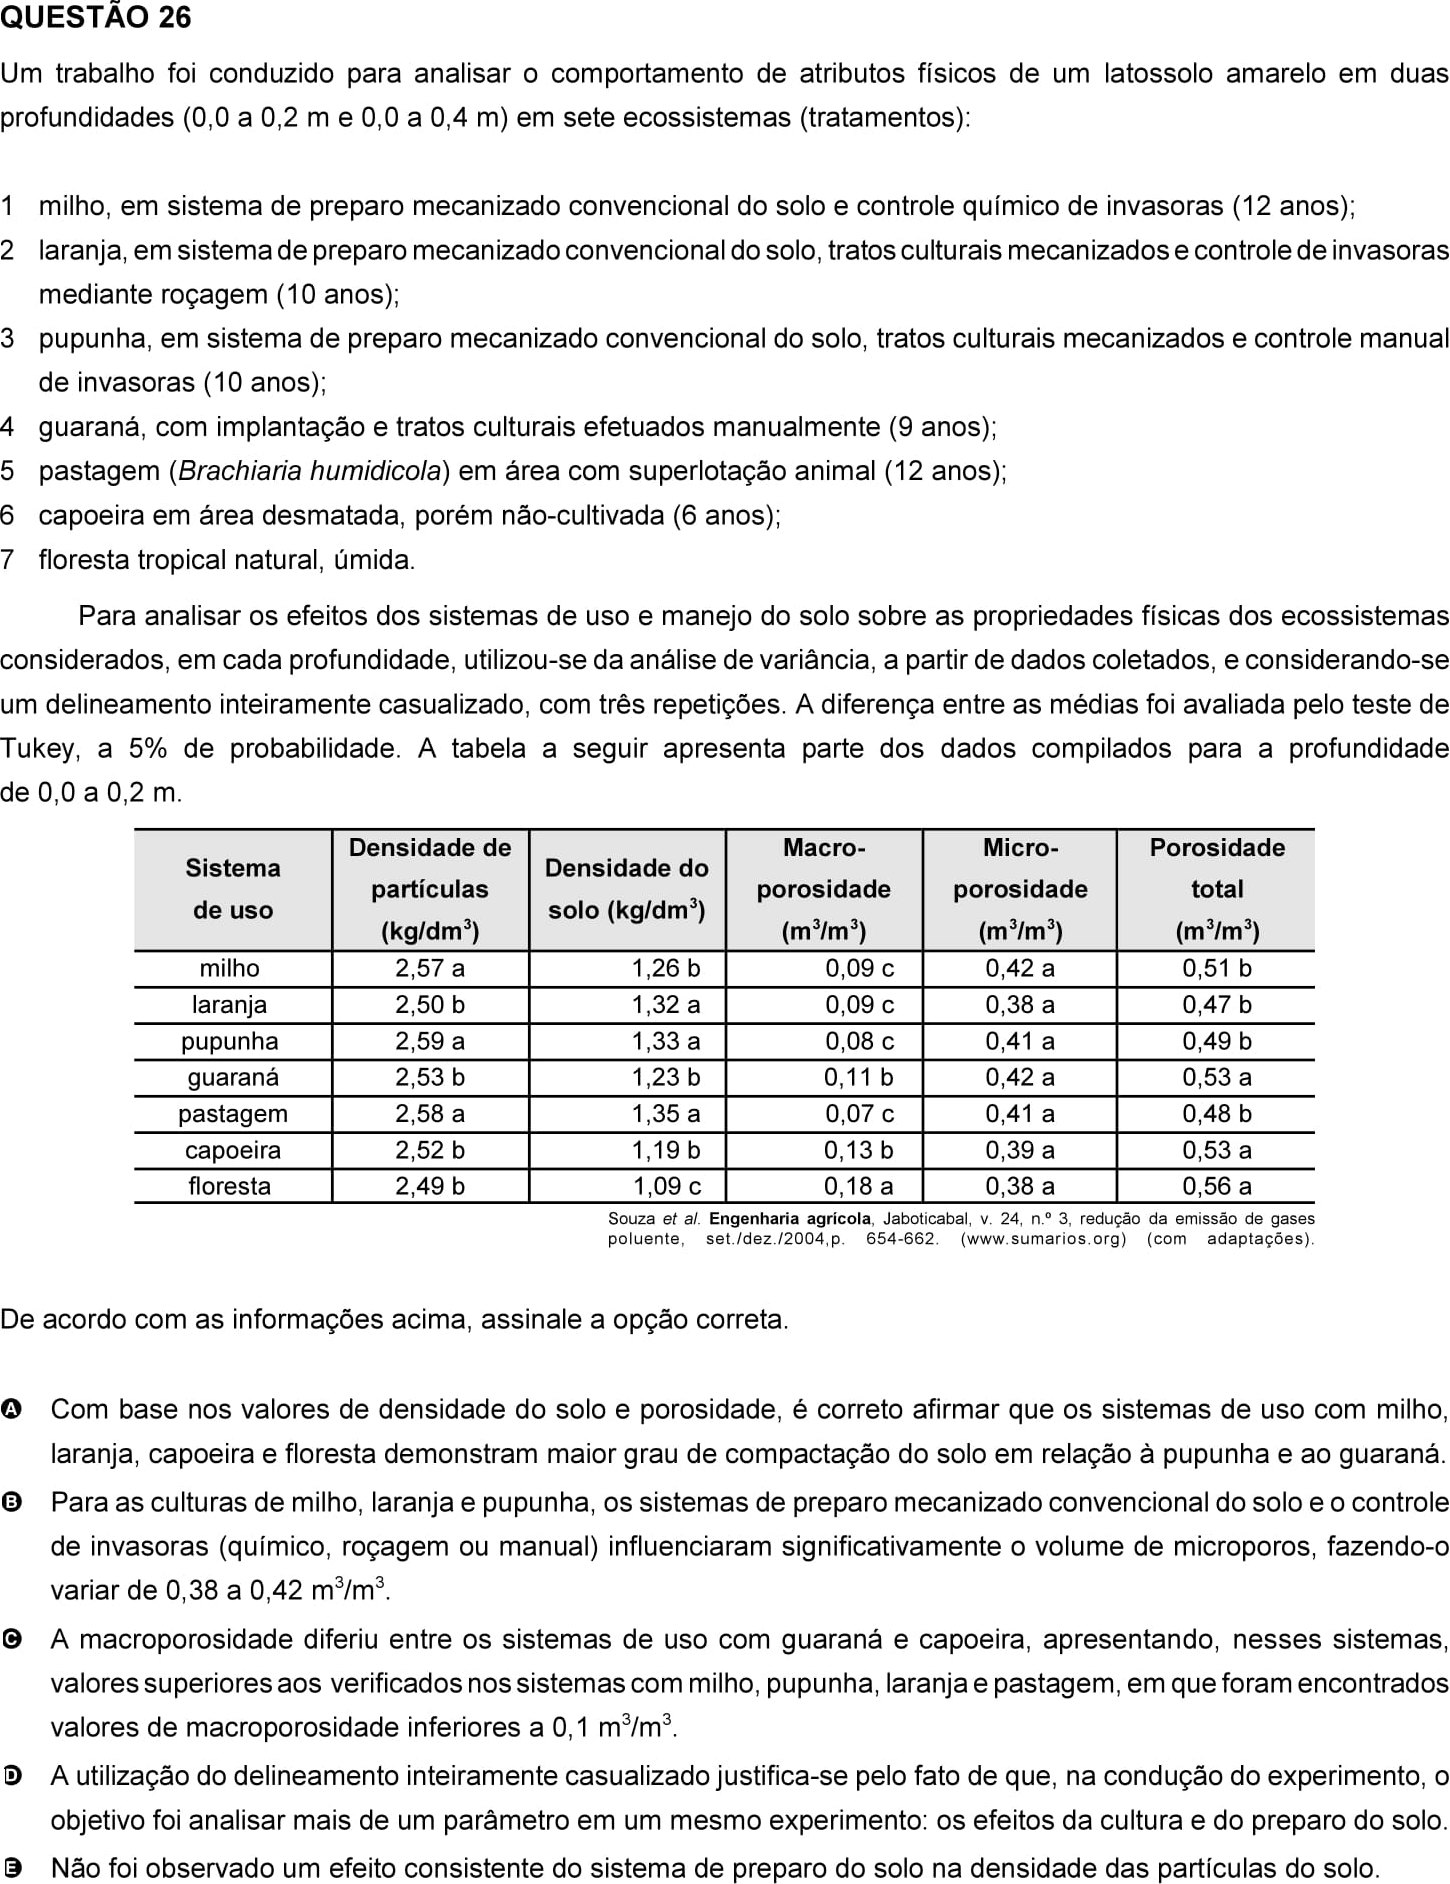 QUESTÃO 26
Um trabalho foi conduzido para analisar o comportamento de atributos físicos de um latossolo amarelo em duas
profundidades (0,0 a 0,2 m e 0,0 a 0,4 m) em sete ecossistemas (tratamentos):
1 milho, em sistema de preparo mecanizado convencional do solo e controle químico de invasoras (12 anos);
2 laranja, em sistema de preparo mecanizado convencional do solo, tratos culturais mecanizados e controle de invasoras
mediante roçagem (10 anos);
3 pupunha, em sistema de preparo mecanizado convencional do solo, tratos culturais mecanizados e controle manual
de invasoras (10 anos);
4 guaraná, com implantação e tratos culturais efetuados manualmente (9 anos);
5 pastagem (Brachiaria humidicola) em área com superlotação animal (12 anos);
6 capoeira em área desmatada, porém não-cultivada (6 anos);
7 floresta tropical natural, úmida.
Para analisar os efeitos dos sistemas de uso e manejo do solo sobre as propriedades físicas dos ecossistemas
considerados, em cada profundidade, utilizou-se da análise de variância, a partir de dados coletados, e considerando-se
um delineamento inteiramente casualizado, com três repetições. A diferença entre as médias foi avaliada pelo teste de
Tukey, a 5% de probabilidade. A tabela a seguir apresenta parte dos dados compilados para a profundidade
de 0,0 a 0,2 m.
Sistema de uso | Densidade de partículas (kg/dm³) | Densidade do solo (kg/dm³) | Macro-porosidade (m³/m³) | Micro-porosidade (m³/m³) | Porosidade total (m³/m³)
milho | 2,57 a | 1,26 b | 0,09 c | 0,42 a | 0,51 b
laranja | 2,50 b | 1,32 a | 0,09 c | 0,38 a | 0,47 b
pupunha | 2,59 a | 1,33 a | 0,08 c | 0,41 a | 0,49 b
guaraná | 2,53 b | 1,23 b | 0,11 b | 0,42 a | 0,53 a
pastagem | 2,58 a | 1,35 a | 0,07 c | 0,41 a | 0,48 b
capoeira | 2,52 b | 1,19 b | 0,13 b | 0,39 a | 0,53 a
floresta | 2,49 b | 1,09 c | 0,18 a | 0,38 a | 0,56 a
Souza et al. Engenharia agrícola, Jaboticabal, v. 24, n.º 3, redução da emissão de gases
poluente, set./dez./2004,p. 654-662. (www.sumarios.org) (com adaptações).
De acordo com as informações acima, assinale a opção correta.
A Com base nos valores de densidade do solo e porosidade, é correto afirmar que os sistemas de uso com milho,
laranja, capoeira e floresta demonstram maior grau de compactação do solo em relação à pupunha e ao guaraná.
B Para as culturas de milho, laranja e pupunha, os sistemas de preparo mecanizado convencional do solo e o controle
de invasoras (químico, roçagem ou manual) influenciaram significativamente o volume de microporos, fazendo-o
variar de 0,38 a 0,42 m³/m³.
C A macroporosidade diferiu entre os sistemas de uso com guaraná e capoeira, apresentando, nesses sistemas,
valores superiores aos verificados nos sistemas com milho, pupunha, laranja e pastagem, em que foram encontrados
valores de macroporosidade inferiores a 0,1 m³/m³.
D A utilização do delineamento inteiramente casualizado justifica-se pelo fato de que, na condução do experimento, o
objetivo foi analisar mais de um parâmetro em um mesmo experimento: os efeitos da cultura e do preparo do solo.
E Não foi observado um efeito consistente do sistema de preparo do solo na densidade das partículas do solo.